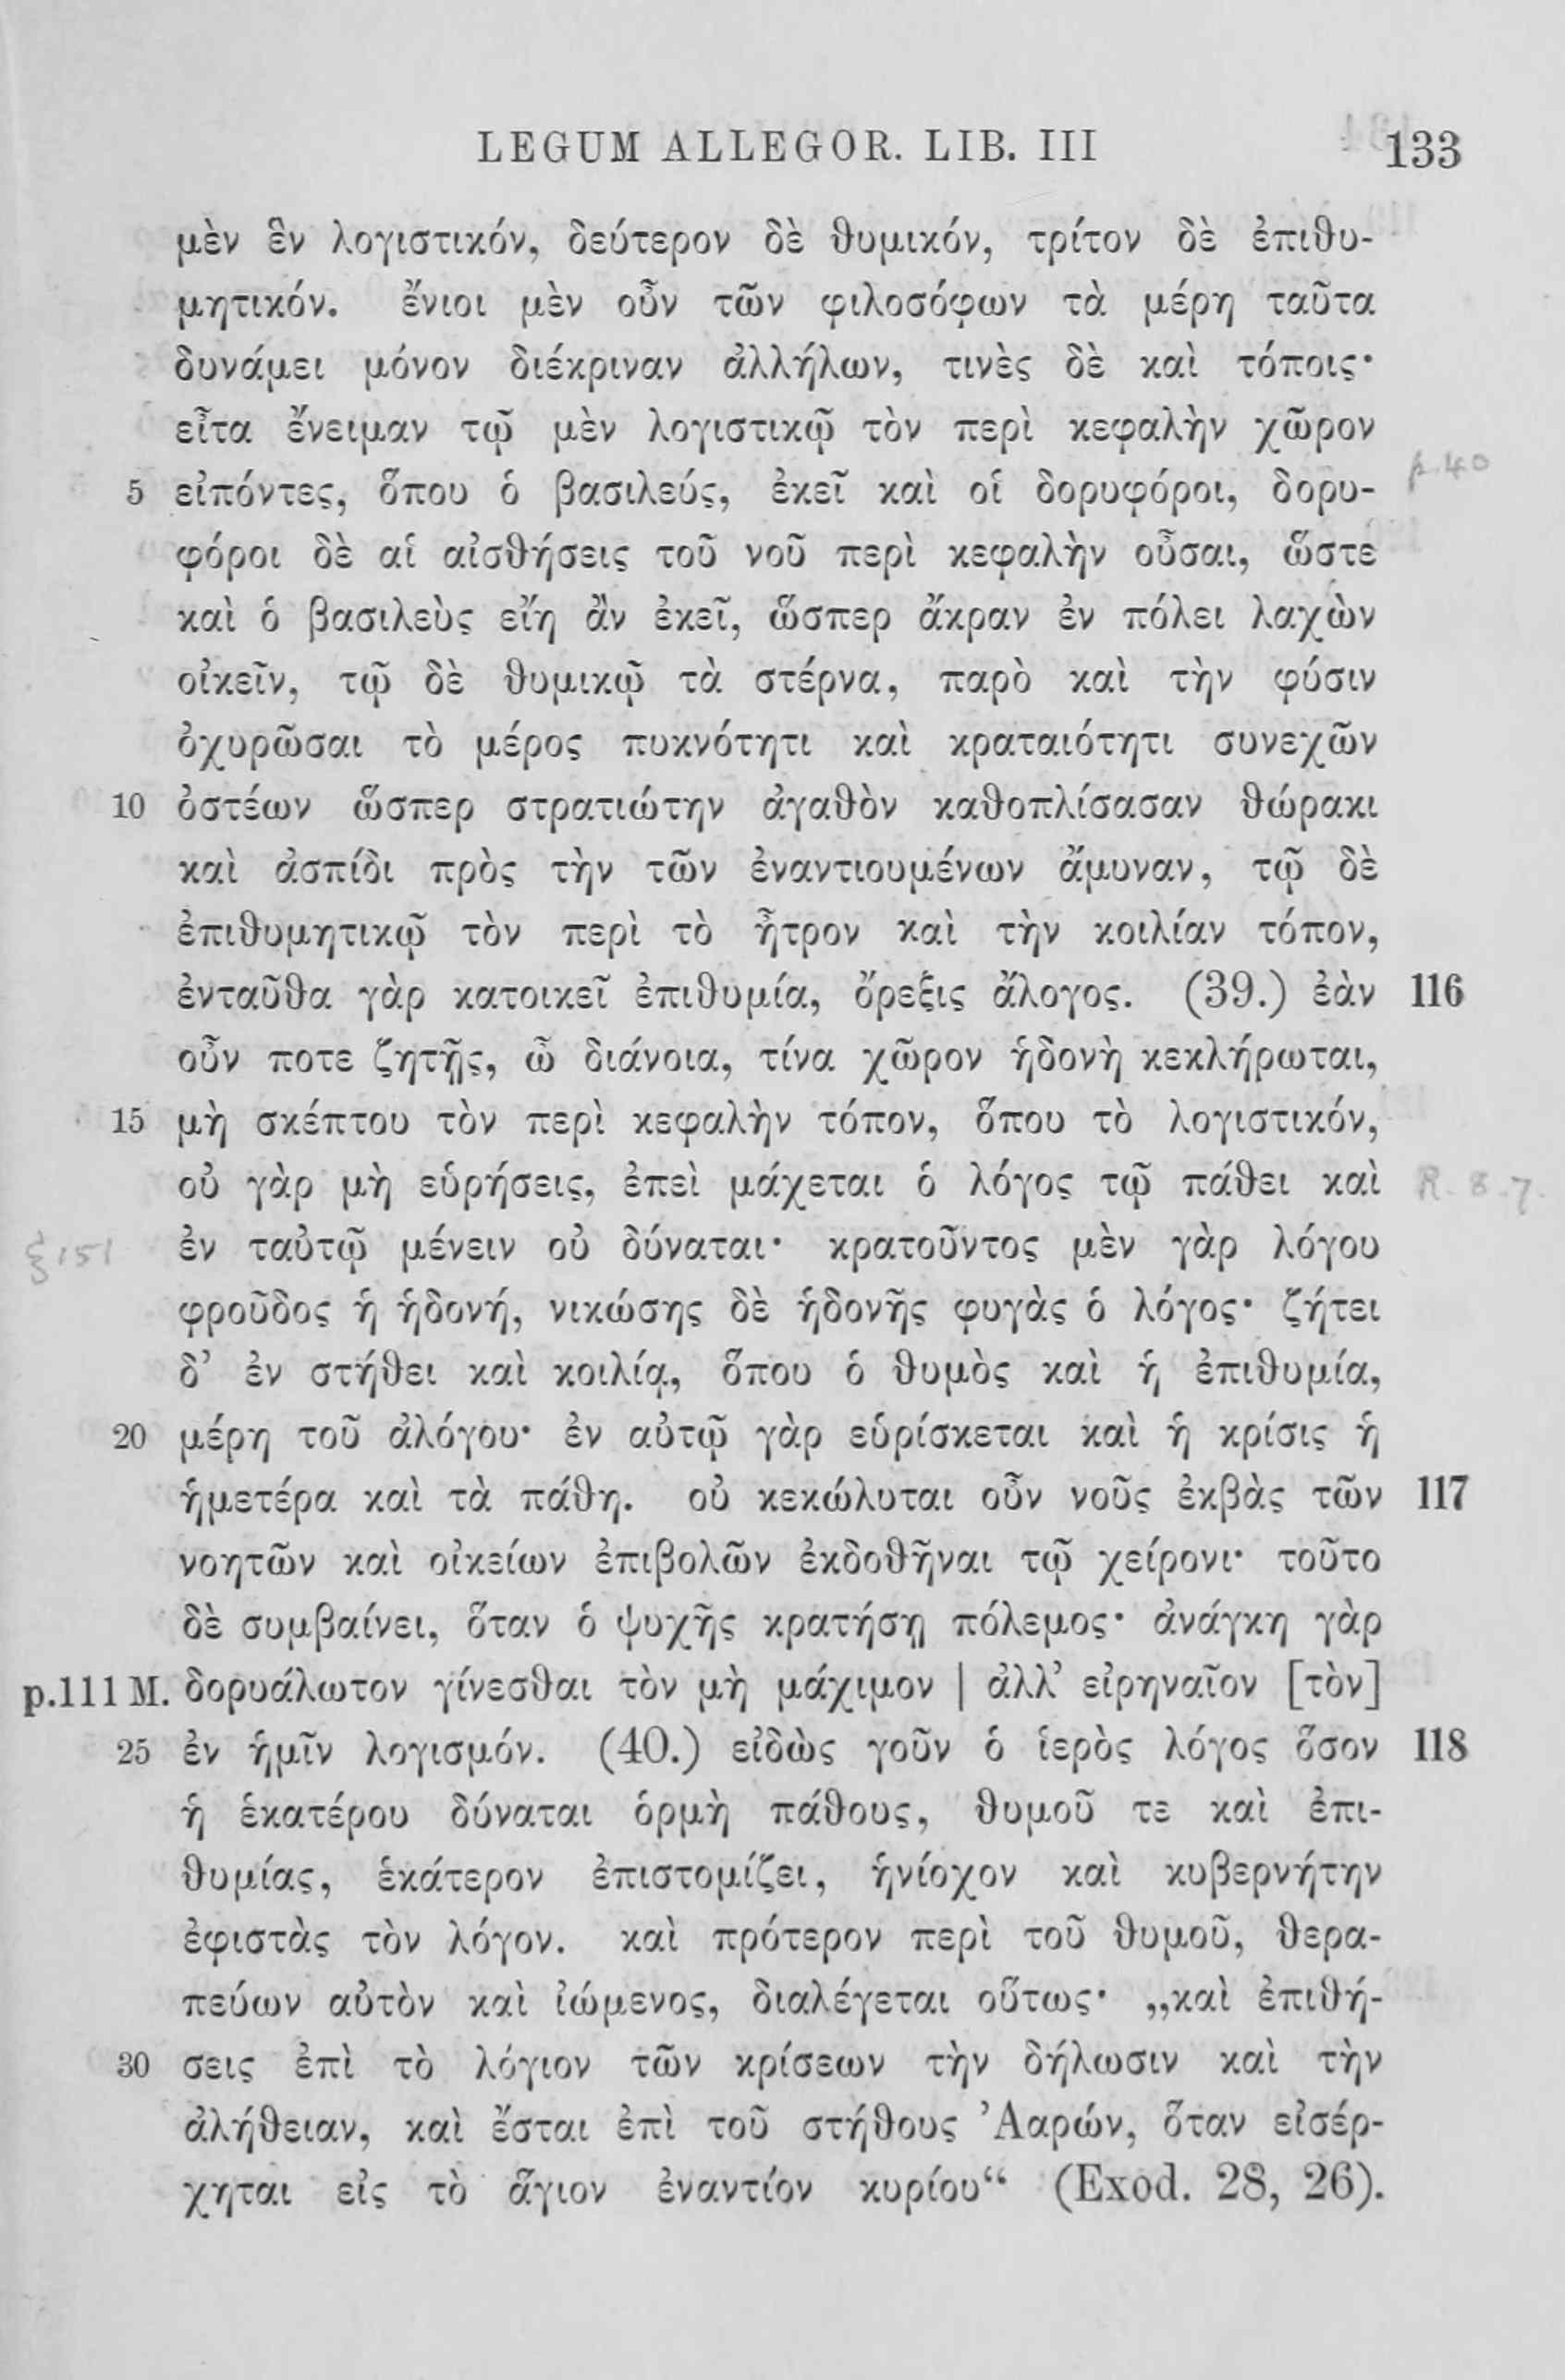 LEGUM ALLEGOR. LIB. III 133
μὲν ἓν λογιστικόν, δεύτερον δὲ θυμικόν, τρίτον δὲ ἐπιθυ-
μητικόν. ἔνιοι μὲν οὖν τῶν φιλοσόφων τὰ μέρη ταῦτα
δυνάμει μόνον διέκριναν ἀλλήλων, τινὲς δὲ καὶ τόποις·
εἶτα ἔνειμαν τῷ μὲν λογιστικῷ τὸν περὶ κεφαλὴν χῶρον
5 εἰπόντες, ὅπου ὁ βασιλεύς, ἐκεῖ καὶ οἱ δορυφόροι, δορυ- p. 40
φόροι δὲ αἱ αἰσθήσεις τοῦ νοῦ περὶ κεφαλὴν οὖσαι, ὥστε
καὶ ὁ βασιλεὺς εἴη ἂν ἐκεῖ, ὥσπερ ἄκραν ἐν πόλει λαχὼν
οἰκεῖν, τῷ δὲ θυμικῷ τὰ στέρνα, παρὸ καὶ τὴν φύσιν
ὀχυρῶσαι τὸ μέρος πυκνότητι καὶ κραταιότητι συνεχῶν
10 ὀστέων ὥσπερ στρατιώτην ἀγαθὸν καθοπλίσασαν θώρακι
καὶ ἀσπίδι πρὸς τὴν τῶν ἐναντιουμένων ἄμυναν, τῷ δὲ
ἐπιθυμητικῷ τὸν περὶ τὸ ἦτρον καὶ τὴν κοιλίαν τόπον,
ἐνταῦθα γὰρ κατοικεῖ ἐπιθυμία, ὄρεξις ἄλογος. (39.) ἐὰν 116
οὖν ποτε ζητῇς, ὦ διάνοια, τίνα χῶρον ἡδονὴ κεκλήρωται,
15 μὴ σκέπτου τὸν περὶ κεφαλὴν τόπον, ὅπου τὸ λογιστικόν,
οὐ γὰρ μὴ εὑρήσεις, ἐπεὶ μάχεται ὁ λόγος τῷ πάθει καὶ R. 8. 7.
§ 151 ἐν ταὐτῷ μένειν οὐ δύναται· κρατοῦντος μὲν γὰρ λόγου
φροῦδος ἡ ἡδονή, νικώσης δὲ ἡδονῆς φυγὰς ὁ λόγος· ζήτει
δ’ ἐν στήθει καὶ κοιλίᾳ, ὅπου ὁ θυμὸς καὶ ἡ ἐπιθυμία,
20 μέρη τοῦ ἀλόγου· ἐν αὐτῷ γὰρ εὑρίσκεται καὶ ἡ κρίσις ἡ
ἡμετέρα καὶ τὰ πάθη. οὐ κεκώλυται οὖν νοῦς ἐκβὰς τῶν 117
νοητῶν καὶ οἰκείων ἐπιβολῶν ἐκδοθῆναι τῷ χείρονι· τοῦτο
δὲ συμβαίνει, ὅταν ὁ ψυχῆς κρατήσῃ πόλεμος· ἀνάγκη γὰρ
p.111 M. δορυάλωτον γίνεσθαι τὸν μὴ μάχιμον | ἀλλ’ εἰρηναῖον [τὸν]
25 ἐν ἡμῖν λογισμόν. (40.) εἰδὼς γοῦν ὁ ἱερὸς λόγος ὅσον 118
ἡ ἑκατέρου δύναται ὁρμὴ πάθους, θυμοῦ τε καὶ ἐπι-
θυμίας, ἑκάτερον ἐπιστομίζει, ἡνίοχον καὶ κυβερνήτην
ἐφιστὰς τὸν λόγον. καὶ πρότερον περὶ τοῦ θυμοῦ, θερα-
πεύων αὐτὸν καὶ ἰώμενος, διαλέγεται οὕτως· „καὶ ἐπιθή-
30 σεις ἐπὶ τὸ λόγιον τῶν κρίσεων τὴν δήλωσιν καὶ τὴν
ἀλήθειαν, καὶ ἔσται ἐπὶ τοῦ στήθους Ἀαρών, ὅταν εἰσέρ-
χηται εἰς τὸ ἅγιον ἐναντίον κυρίου“ (Exod. 28, 26).